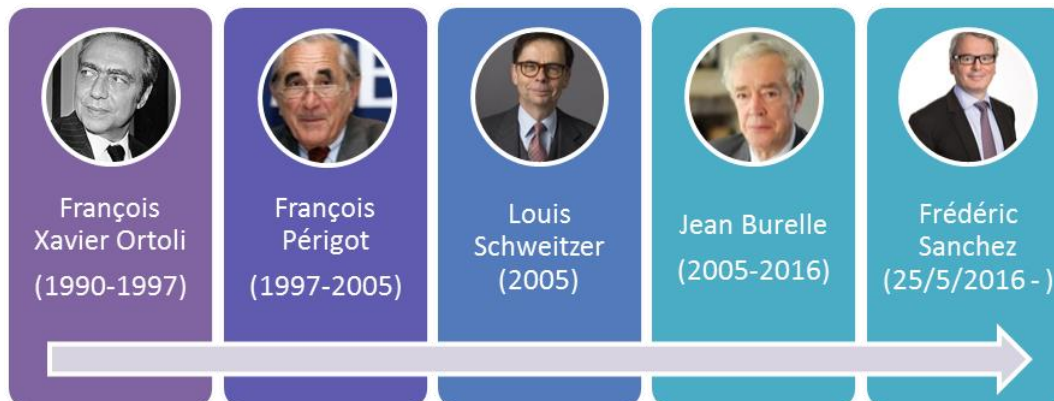 François
Xavier Ortoli
(1990-1997)
François
Périgot
(1997-2005)
Louis
Schweitzer
(2005)
Jean Burelle
(2005-2016)
Frédéric
Sanchez
(25/5/2016 - )